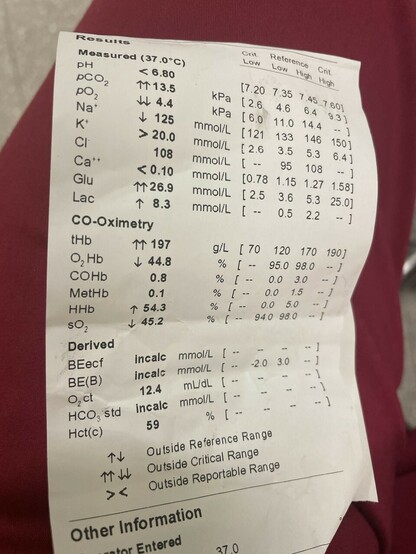 Results
Crit. Reference Crit.
Measured (37.0°C) Low Low High High
pH < 6.80 [7.20 7.35 7.45 7.60]
pCO₂ ↑↑ 13.5 kPa [ 2.6 4.6 6.4 9.3 ]
pO₂ ↓↓ 4.4 kPa [ 6.0 11.0 14.4 -- ]
Na⁺ ↓ 125 mmol/L [ 121 133 146 150 ]
K⁺ > 20.0 mmol/L [ 2.6 3.5 5.3 6.4 ]
Cl⁻ 108 mmol/L [ -- 95 108 -- ]
Ca⁺⁺ < 0.10 mmol/L [0.78 1.15 1.27 1.58]
Glu ↑↑ 26.9 mmol/L [ 2.5 3.6 5.3 25.0]
Lac ↑ 8.3 mmol/L [ -- 0.5 2.2 -- ]
CO-Oximetry
tHb ↑↑ 197 g/L [ 70 120 170 190]
O₂Hb ↓ 44.8 % [ -- 95.0 98.0 -- ]
COHb 0.8 % [ -- 0.0 3.0 -- ]
MetHb 0.1 % [ -- 0.0 1.5 -- ]
HHb ↑ 54.3 % [ -- 0.0 5.0 -- ]
sO₂ ↓ 45.2 % [ -- 94.0 98.0 -- ]
Derived
BEecf incalc mmol/L [ -- -- -- -- ]
BE(B) incalc mmol/L [ -- -2.0 3.0 -- ]
O₂ct 12.4 mL/dL [ -- -- -- -- ]
HCO₃⁻std incalc mmol/L [ -- -- -- -- ]
Hct(c) 59 % [ -- -- -- -- ]
↑↓ Outside Reference Range
↑↑ ↓↓ Outside Critical Range
> < Outside Reportable Range
Other Information
Entered 37.0